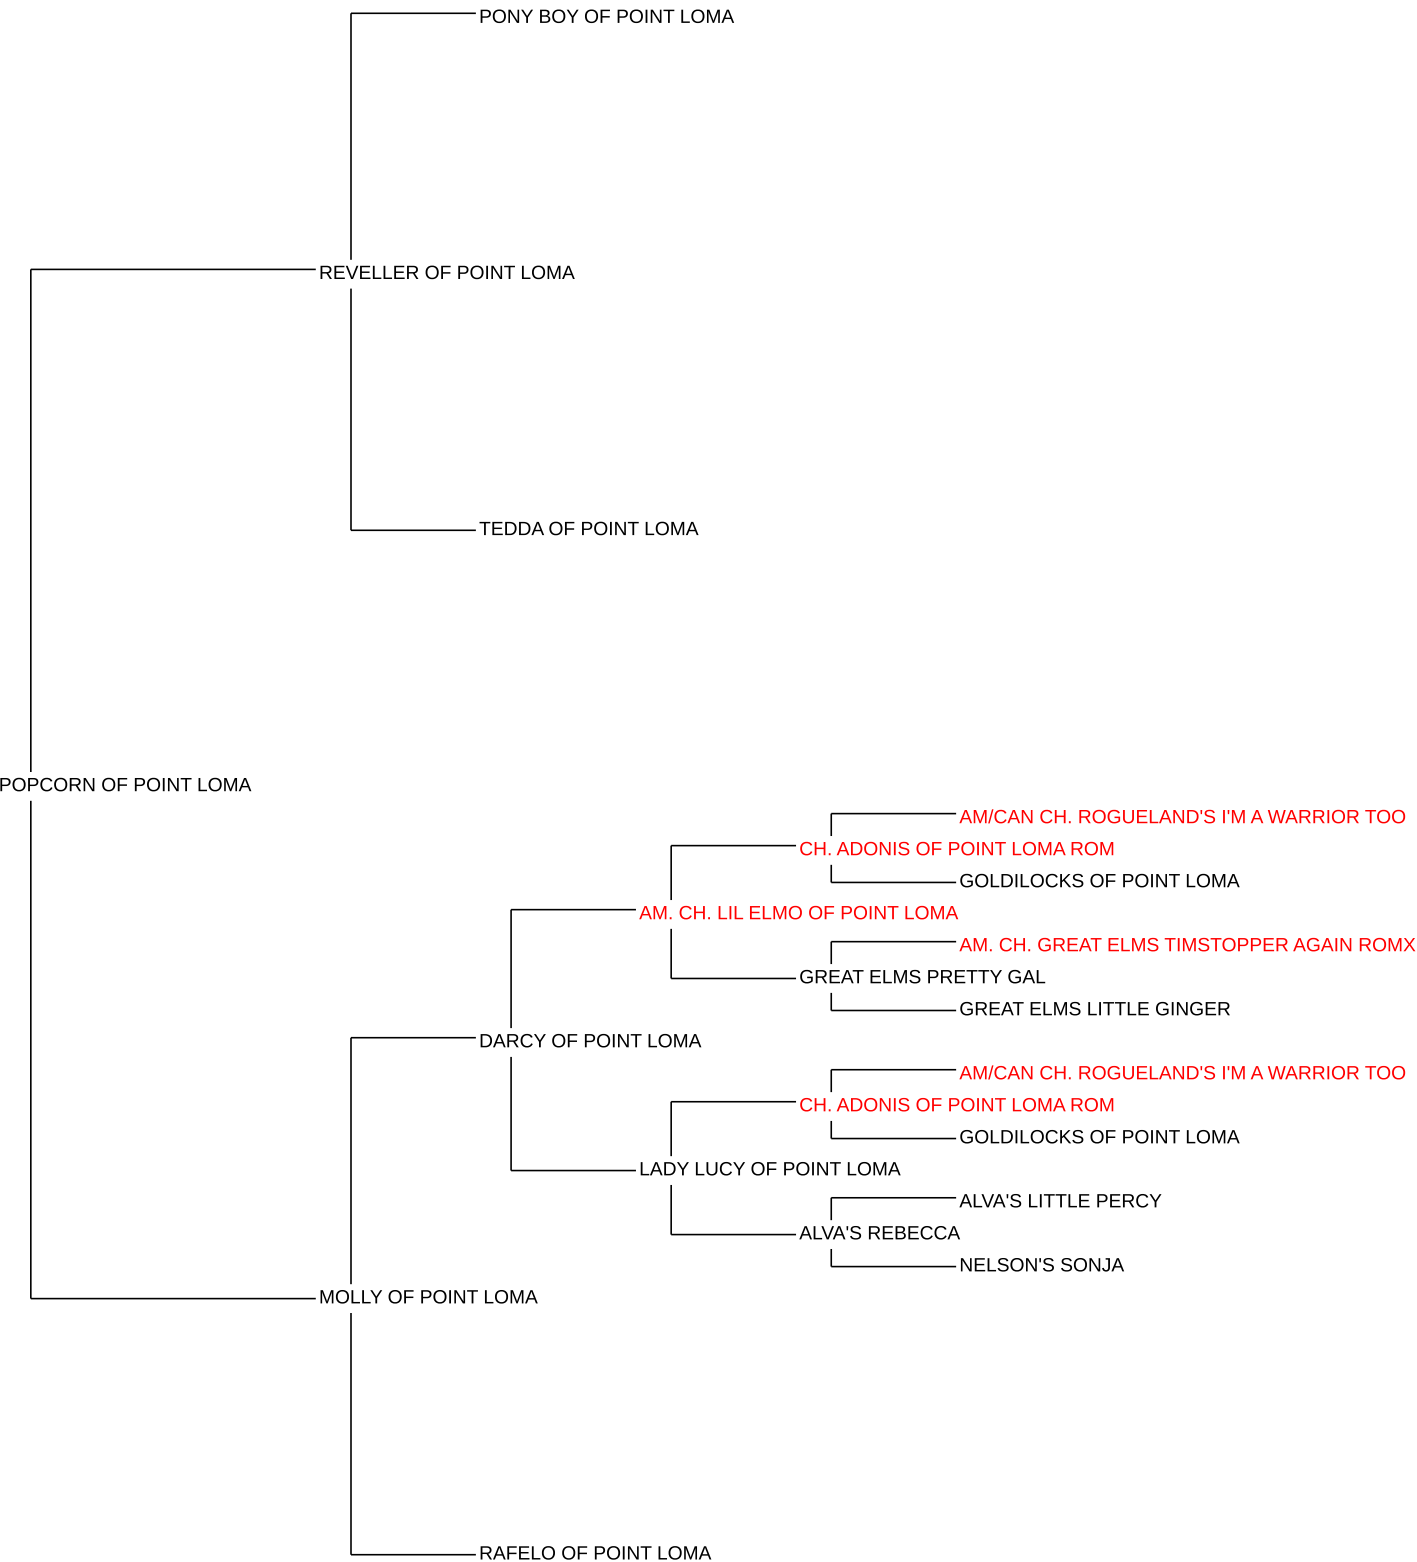 PONY BOY OF POINT LOMA
REVELLER OF POINT LOMA
TEDDA OF POINT LOMA
POPCORN OF POINT LOMA
AM/CAN CH. ROGUELAND'S I'M A WARRIOR TOO
CH. ADONIS OF POINT LOMA ROM
GOLDILOCKS OF POINT LOMA
AM. CH. LIL ELMO OF POINT LOMA
AM. CH. GREAT ELMS TIMSTOPPER AGAIN ROMX
GREAT ELMS PRETTY GAL
GREAT ELMS LITTLE GINGER
DARCY OF POINT LOMA
AM/CAN CH. ROGUELAND'S I'M A WARRIOR TOO
CH. ADONIS OF POINT LOMA ROM
GOLDILOCKS OF POINT LOMA
LADY LUCY OF POINT LOMA
ALVA'S LITTLE PERCY
ALVA'S REBECCA
NELSON'S SONJA
MOLLY OF POINT LOMA
RAFELO OF POINT LOMA